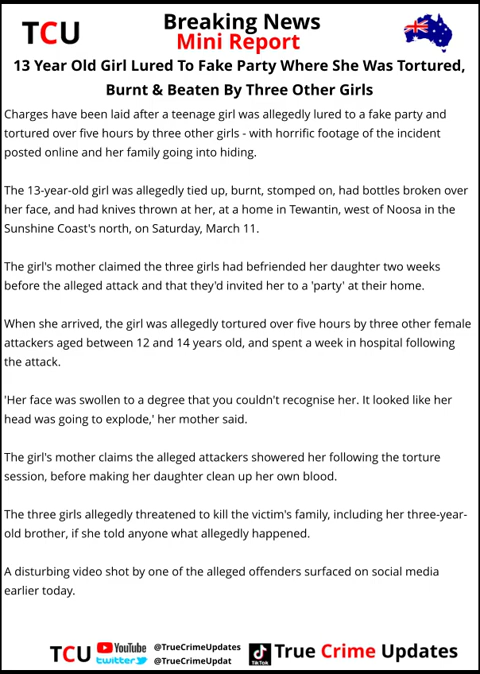 TCU
Breaking News
Mini Report
13 Year Old Girl Lured To Fake Party Where She Was Tortured,
Burnt & Beaten By Three Other Girls
Charges have been laid after a teenage girl was allegedly lured to a fake party and
tortured over five hours by three other girls - with horrific footage of the incident
posted online and her family going into hiding.
The 13-year-old girl was allegedly tied up, burnt, stomped on, had bottles broken over
her face, and had knives thrown at her, at a home in Tewantin, west of Noosa in the
Sunshine Coast's north, on Saturday, March 11.
The girl's mother claimed the three girls had befriended her daughter two weeks
before the alleged attack and that they'd invited her to a 'party' at their home.
When she arrived, the girl was allegedly tortured over five hours by three other female
attackers aged between 12 and 14 years old, and spent a week in hospital following
the attack.
'Her face was swollen to a degree that you couldn't recognise her. It looked like her
head was going to explode,' her mother said.
The girl's mother claims the alleged attackers showered her following the torture
session, before making her daughter clean up her own blood.
The three girls allegedly threatened to kill the victim's family, including her three-year-
old brother, if she told anyone what allegedly happened.
A disturbing video shot by one of the alleged offenders surfaced on social media
earlier today.
TCU
YouTube @TrueCrimeUpdates
twitter @TrueCrimeUpdat
TikTok
True Crime Updates